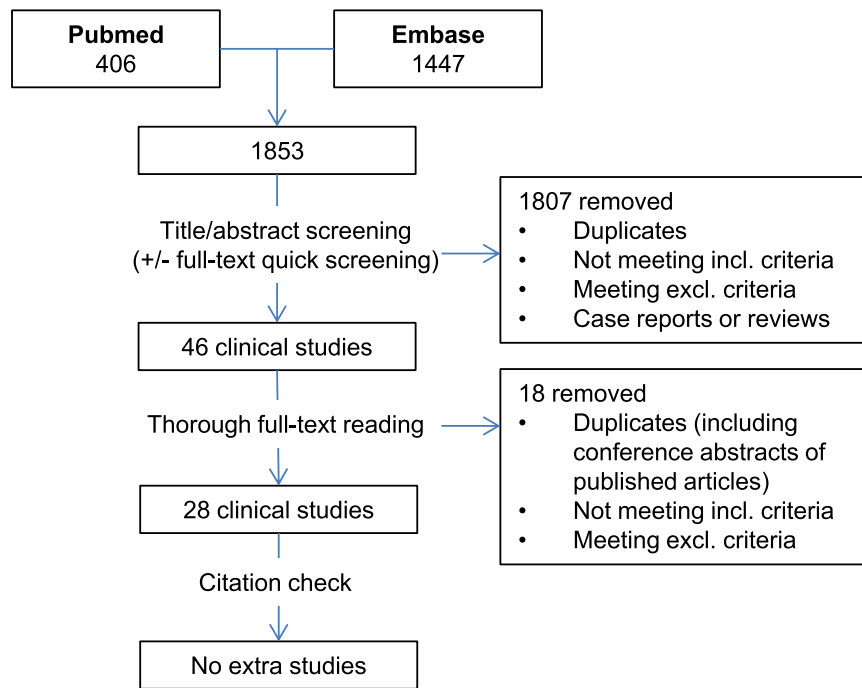 Pubmed
406
Embase
1447
1853
Title/abstract screening
(+/- full-text quick screening)
1807 removed
• Duplicates
• Not meeting incl. criteria
• Meeting excl. criteria
• Case reports or reviews
46 clinical studies
Thorough full-text reading
18 removed
• Duplicates (including
conference abstracts of
published articles)
• Not meeting incl. criteria
• Meeting excl. criteria
28 clinical studies
Citation check
No extra studies